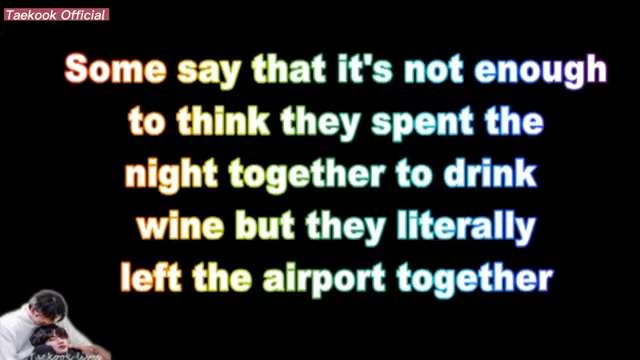 Taekook Official
Some say that it's not enough
to think they spent the
night together to drink
wine but they literally
left the airport together